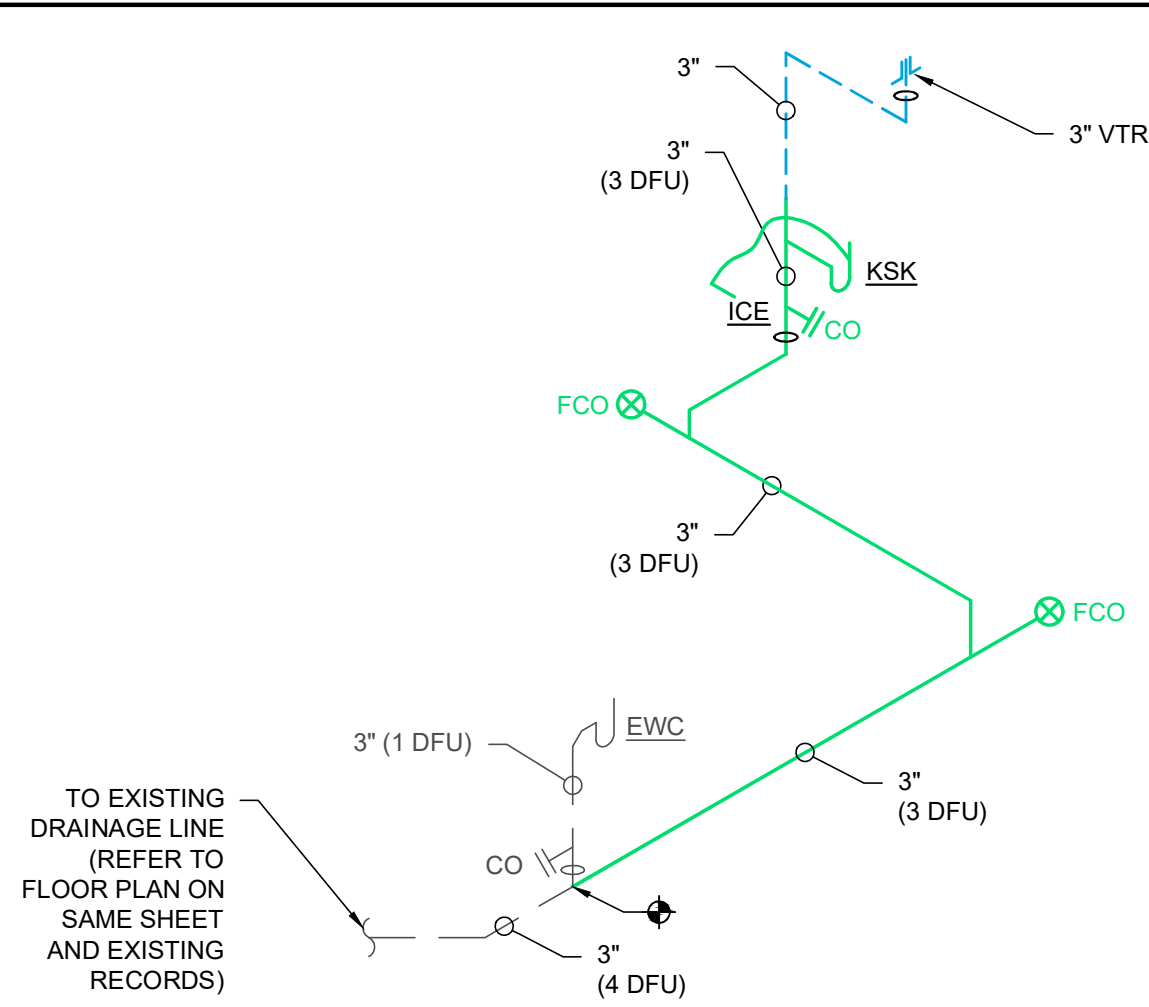 3"
3" VTR
3"
(3 DFU)
KSK
ICE
CO
FCO
3"
(3 DFU)
FCO
EWC
3" (1 DFU)
3"
(3 DFU)
TO EXISTING
DRAINAGE LINE
(REFER TO
FLOOR PLAN ON
SAME SHEET
AND EXISTING
RECORDS)
CO
3"
(4 DFU)